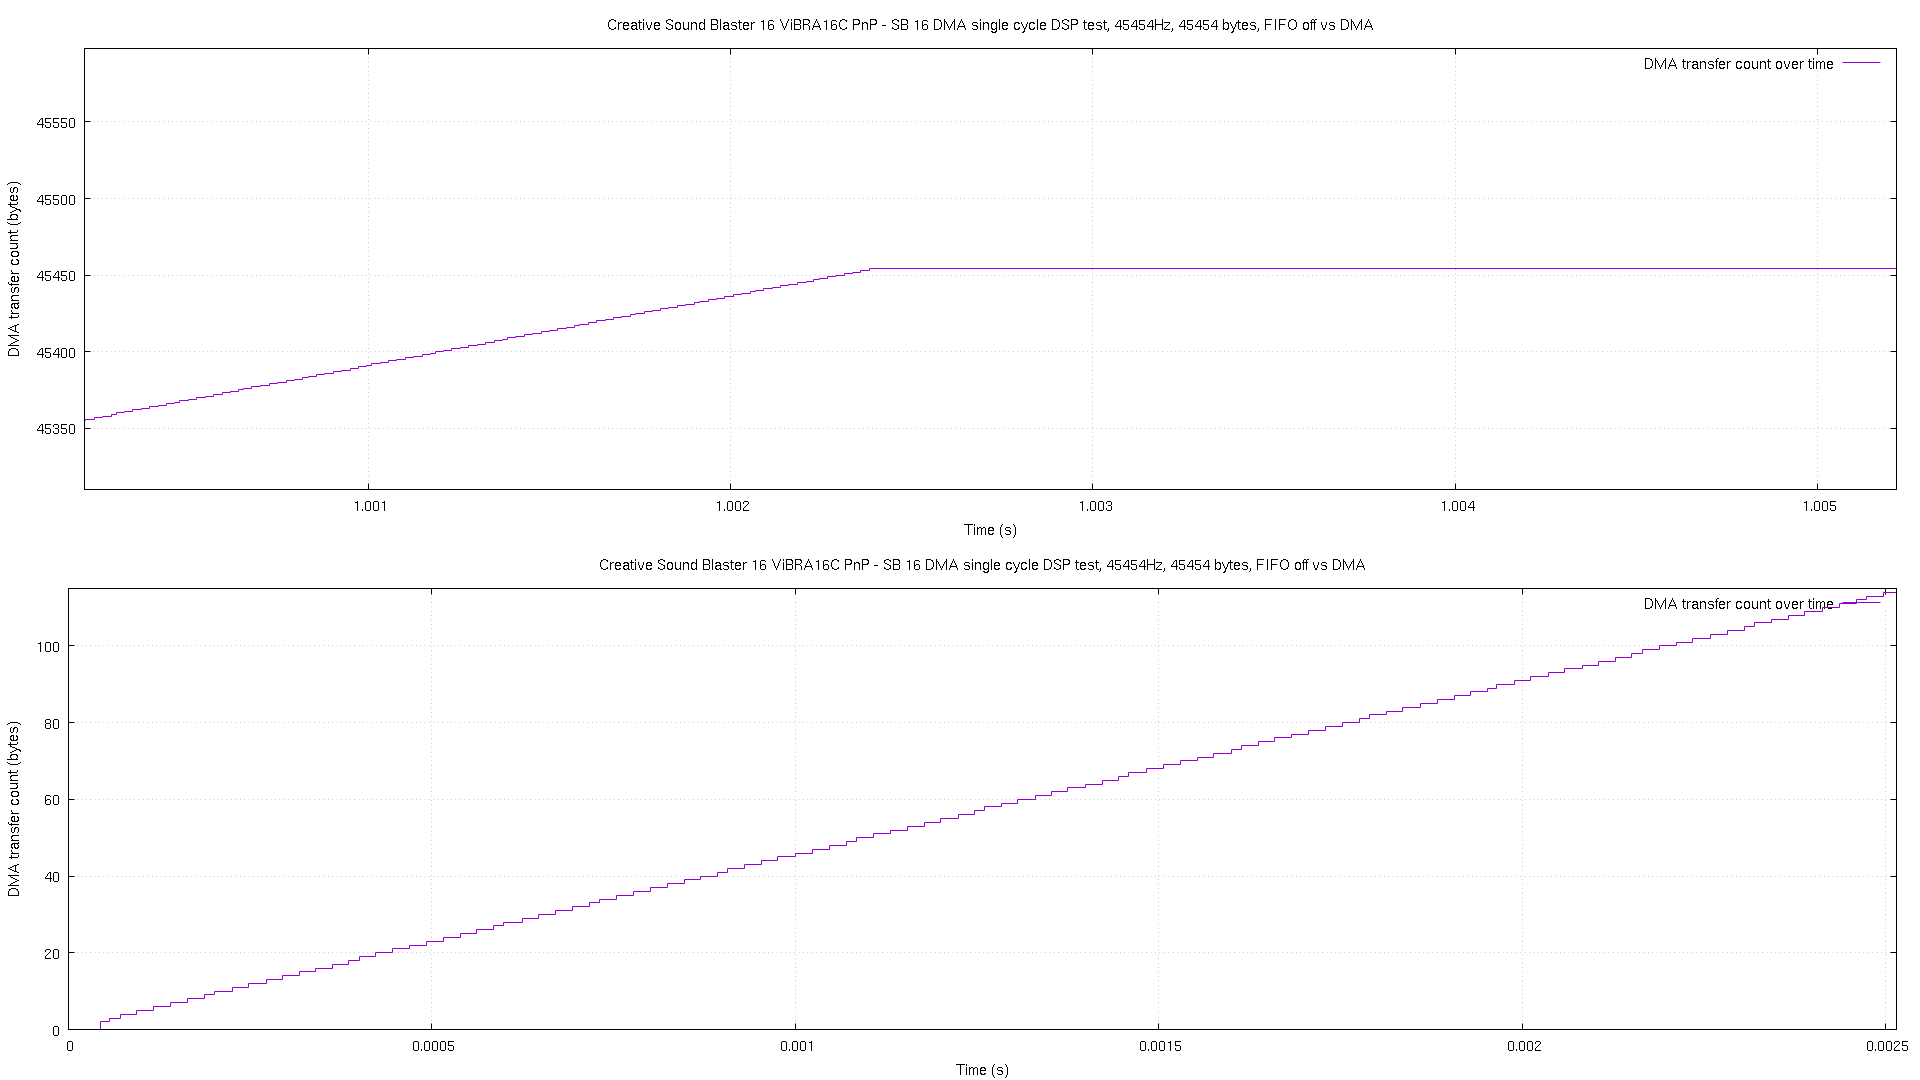 Creative Sound Blaster 16 ViBRA16C PnP - SB 16 DMA single cycle DSP test, 45454Hz, 45454 bytes, FIFO off vs DMA
DMA transfer count over time
45550
45500
45450
45400
45350
DMA transfer count (bytes)
1.001 1.002 1.003 1.004 1.005
Time (s)
Creative Sound Blaster 16 ViBRA16C PnP - SB 16 DMA single cycle DSP test, 45454Hz, 45454 bytes, FIFO off vs DMA
DMA transfer count over time
100
80
60
40
20
0
DMA transfer count (bytes)
0 0.0005 0.001 0.0015 0.002 0.0025
Time (s)